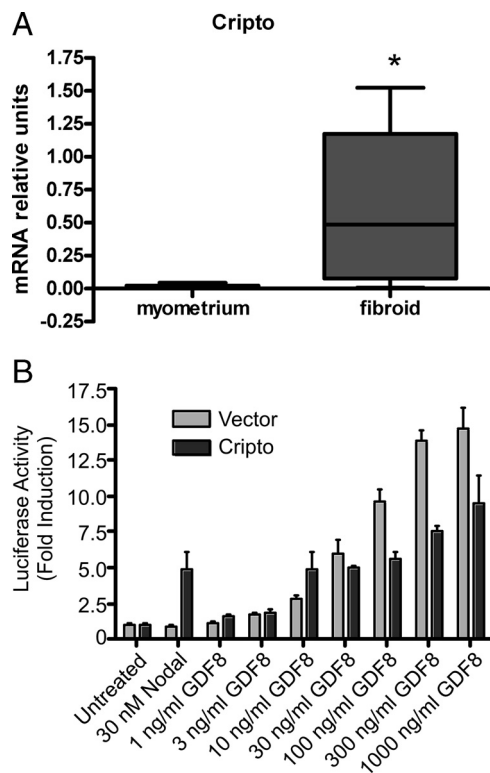 A
Cripto
mRNA relative units
1.75
1.50
1.25
1.00
0.75
0.50
0.25
0.00
-0.25
*
myometrium
fibroid
B
Luciferase Activity
(Fold Induction)
17.5
15.0
12.5
10.0
7.5
5.0
2.5
0
Vector
Cripto
Untreated
30 nM Nodal
1 ng/ml GDF8
3 ng/ml GDF8
10 ng/ml GDF8
30 ng/ml GDF8
100 ng/ml GDF8
300 ng/ml GDF8
1000 ng/ml GDF8